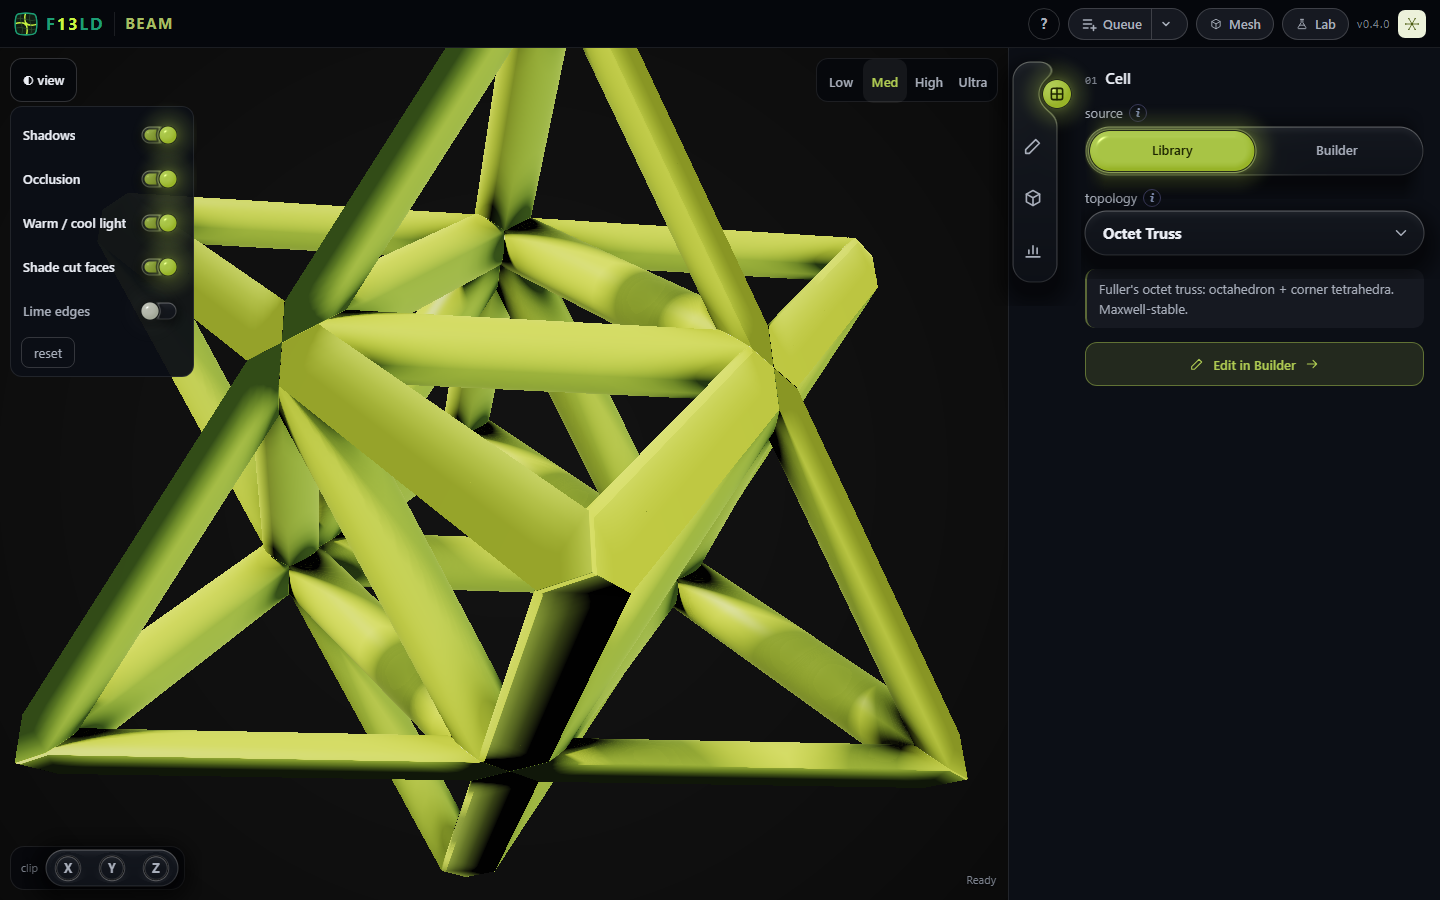 F13LD BEAM
? Queue Mesh Lab v0.4.0
view
Low Med High Ultra
Shadows
Occlusion
Warm / cool light
Shade cut faces
Lime edges
reset
clip X Y Z
Ready
01 Cell
source i
Library Builder
topology i
Octet Truss
Fuller's octet truss: octahedron + corner tetrahedra.
Maxwell-stable.
Edit in Builder →